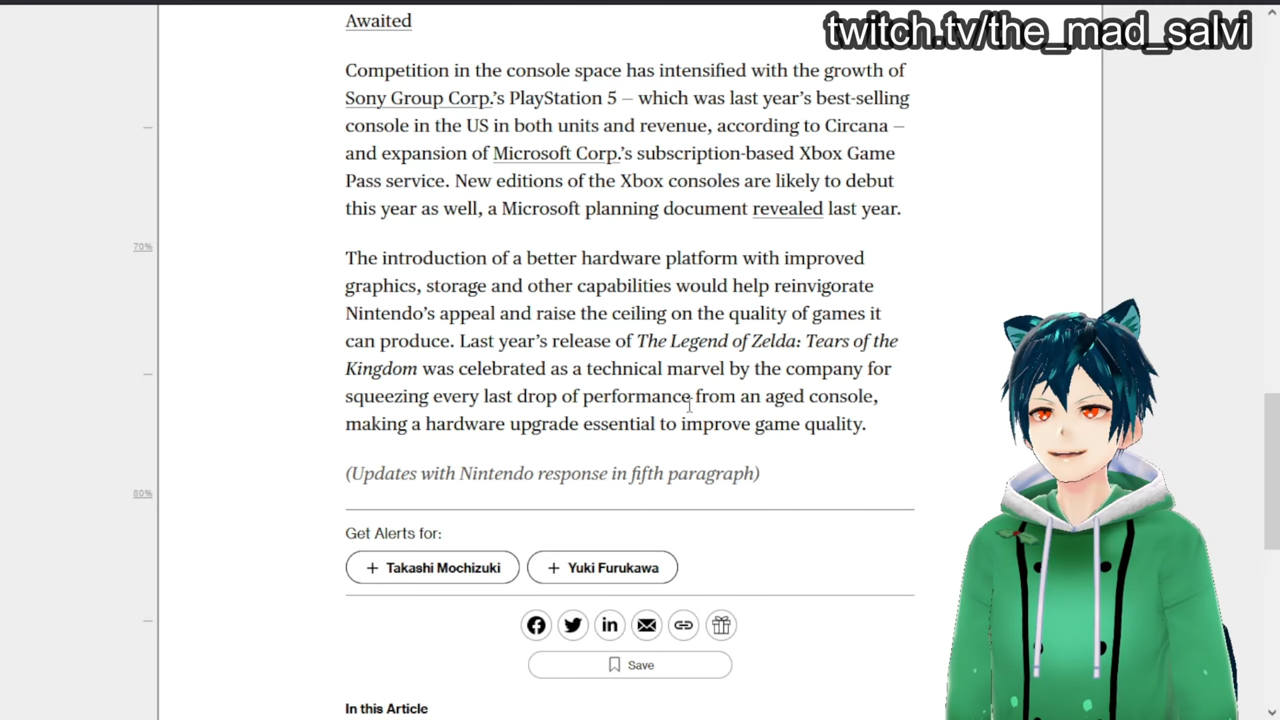 twitch.tv/the_mad_salvi
Awaited
Competition in the console space has intensified with the growth of
Sony Group Corp.’s PlayStation 5 — which was last year’s best-selling
console in the US in both units and revenue, according to Circana —
and expansion of Microsoft Corp.’s subscription-based Xbox Game
Pass service. New editions of the Xbox consoles are likely to debut
this year as well, a Microsoft planning document revealed last year.
70%
The introduction of a better hardware platform with improved
graphics, storage and other capabilities would help reinvigorate
Nintendo’s appeal and raise the ceiling on the quality of games it
can produce. Last year’s release of The Legend of Zelda: Tears of the
Kingdom was celebrated as a technical marvel by the company for
squeezing every last drop of performance from an aged console,
making a hardware upgrade essential to improve game quality.
(Updates with Nintendo response in fifth paragraph)
80%
Get Alerts for:
+ Takashi Mochizuki
+ Yuki Furukawa
Save
In this Article